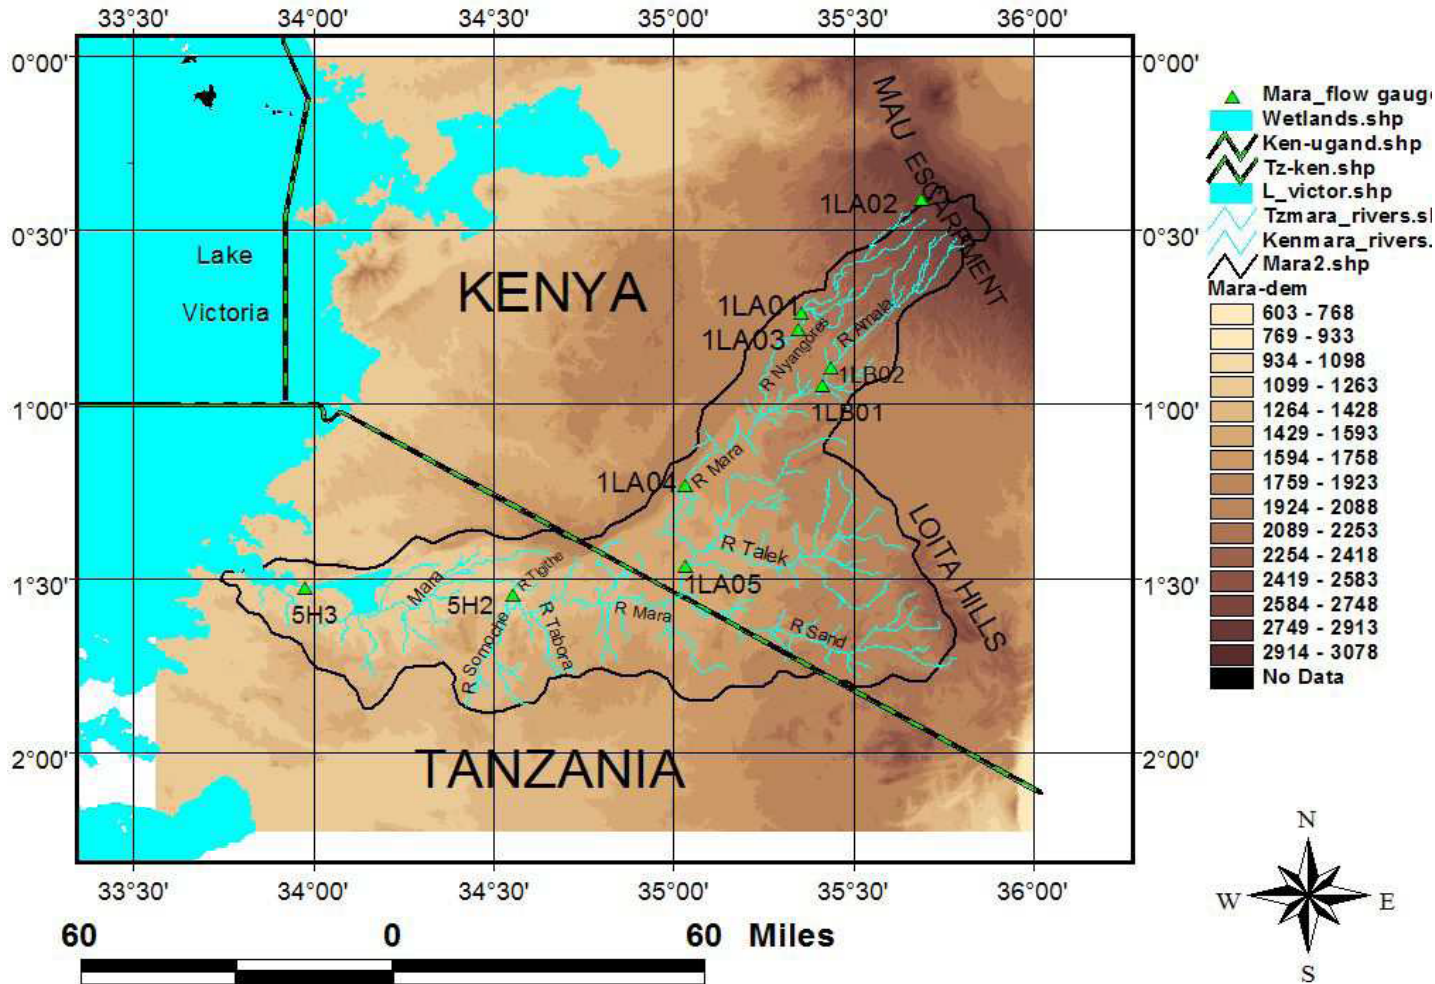 33°30' 34°00' 34°30' 35°00' 35°30' 36°00'
0°00' 0°00'
0°30' 0°30'
1°00' 1°00'
1°30' 1°30'
2°00' 2°00'
33°30' 34°00' 34°30' 35°00' 35°30' 36°00'
MAU ESCARPMENT
1LA02
Lake
Victoria
KENYA
1LA01
1LA03
R Nyangores
R Amala
1LB02
1LB01
1LA04
R Mara
LOITA HILLS
R Talek
1LA05
Mara
R Tigithe
5H3
5H2
R Somoche
R Tabora
R Mara
R Sand
TANZANIA
Mara_flow gauge
Wetlands.shp
Ken-ugand.shp
Tz-ken.shp
L_victor.shp
Tzmara_rivers.sl
Kenmara_rivers.
Mara2.shp
Mara-dem
603 - 768
769 - 933
934 - 1098
1099 - 1263
1264 - 1428
1429 - 1593
1594 - 1758
1759 - 1923
1924 - 2088
2089 - 2253
2254 - 2418
2419 - 2583
2584 - 2748
2749 - 2913
2914 - 3078
No Data
N
W E
S
60 0 60 Miles